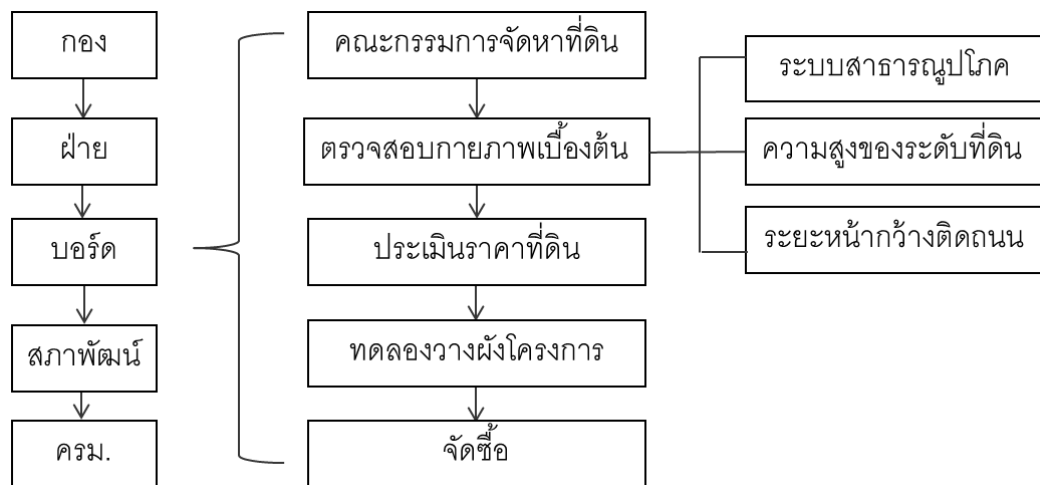 กอง
ฝ่าย
บอร์ด
สภาพัฒน์
ครม.
คณะกรรมการจัดหาที่ดิน
ตรวจสอบกายภาพเบื้องต้น
ประเมินราคาที่ดิน
ทดลองวางผังโครงการ
จัดซื้อ
ระบบสาธารณูปโภค
ความสูงของระดับที่ดิน
ระยะหน้ากว้างติดถนน